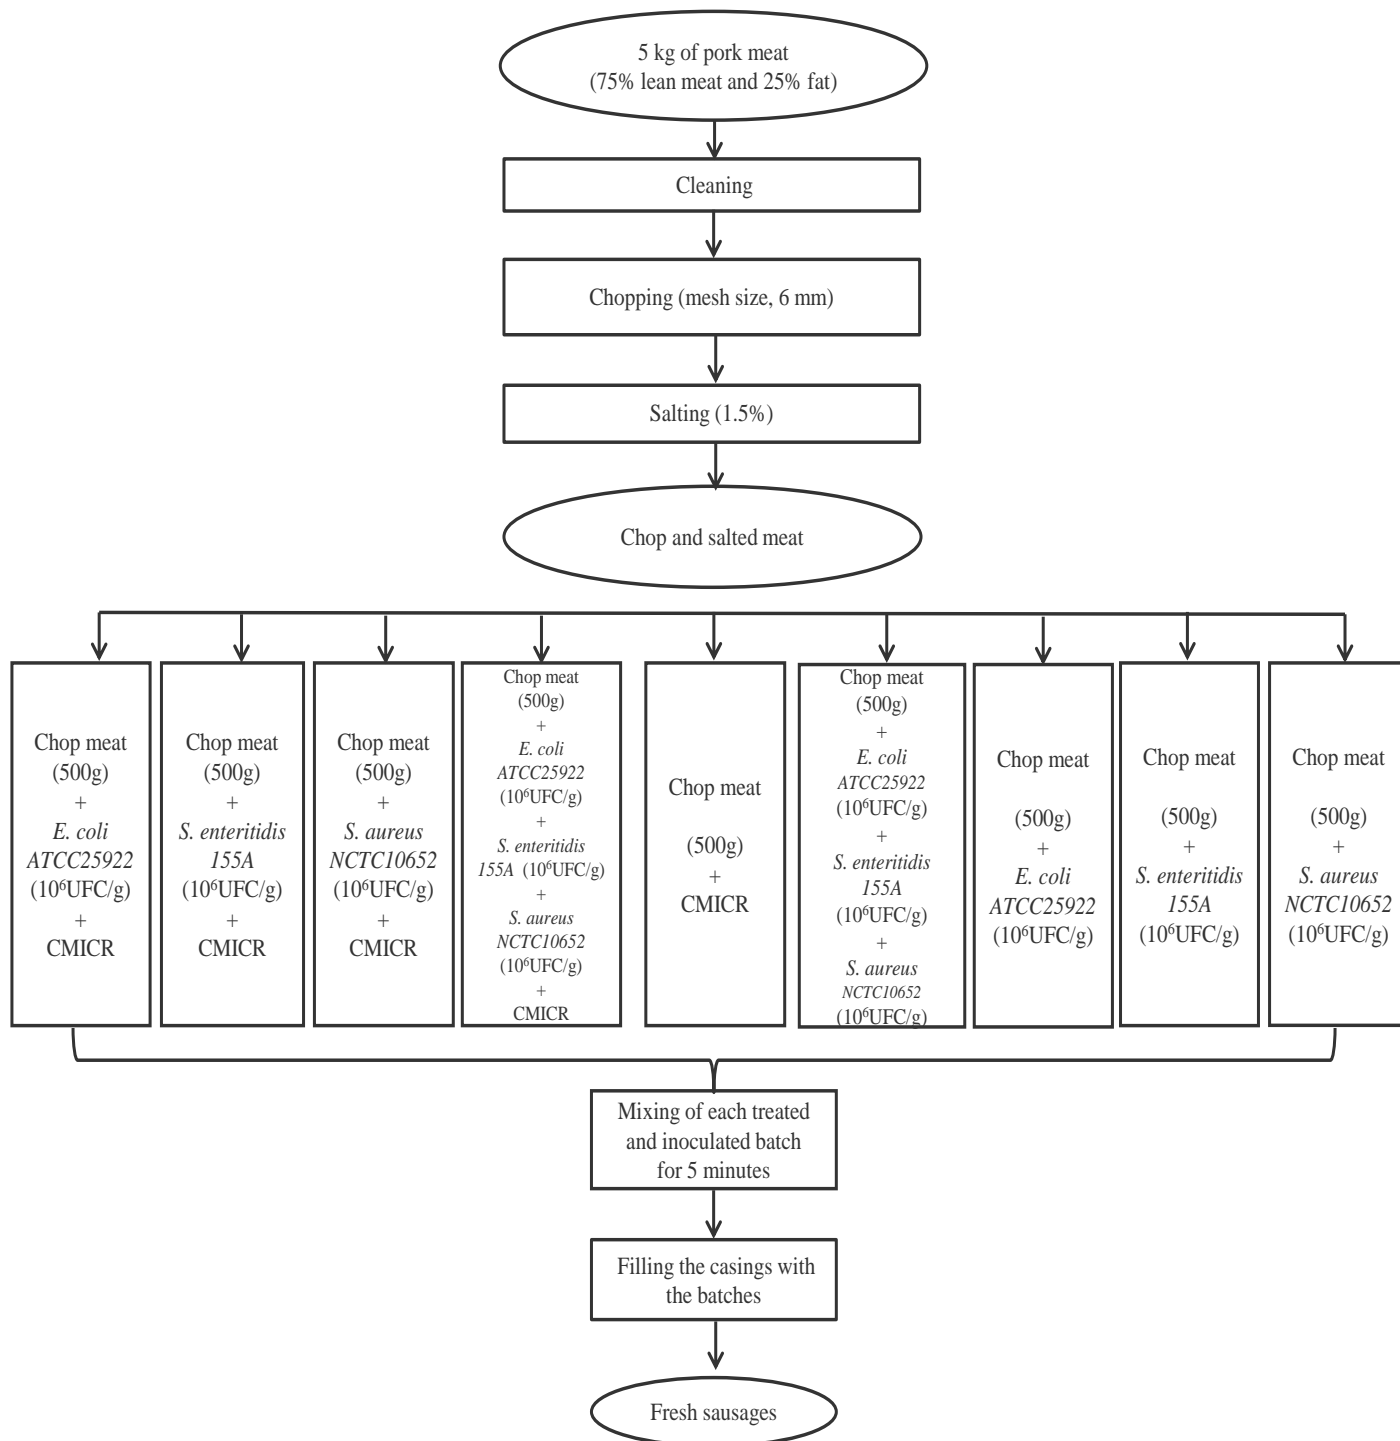 5 kg of pork meat
(75% lean meat and 25% fat)
Cleaning
Chopping (mesh size, 6 mm)
Salting (1.5%)
Chop and salted meat
Chop meat
(500g)
+
E. coli
ATCC25922
(10⁶UFC/g)
+
CMICR
Chop meat
(500g)
+
S. enteritidis
155A
(10⁶UFC/g)
+
CMICR
Chop meat
(500g)
+
S. aureus
NCTC10652
(10⁶UFC/g)
+
CMICR
Chop meat
(500g)
+
E. coli
ATCC25922
(10⁶UFC/g)
+
S. enteritidis
155A (10⁶UFC/g)
+
S. aureus
NCTC10652
(10⁶UFC/g)
+
CMICR
Chop meat
(500g)
+
CMICR
Chop meat
(500g)
+
E. coli
ATCC25922
(10⁶UFC/g)
+
S. enteritidis
155A
(10⁶UFC/g)
+
S. aureus
NCTC10652
(10⁶UFC/g)
Chop meat
(500g)
+
E. coli
ATCC25922
(10⁶UFC/g)
Chop meat
(500g)
+
S. enteritidis
155A
(10⁶UFC/g)
Chop meat
(500g)
+
S. aureus
NCTC10652
(10⁶UFC/g)
Mixing of each treated
and inoculated batch
for 5 minutes
Filling the casings with
the batches
Fresh sausages